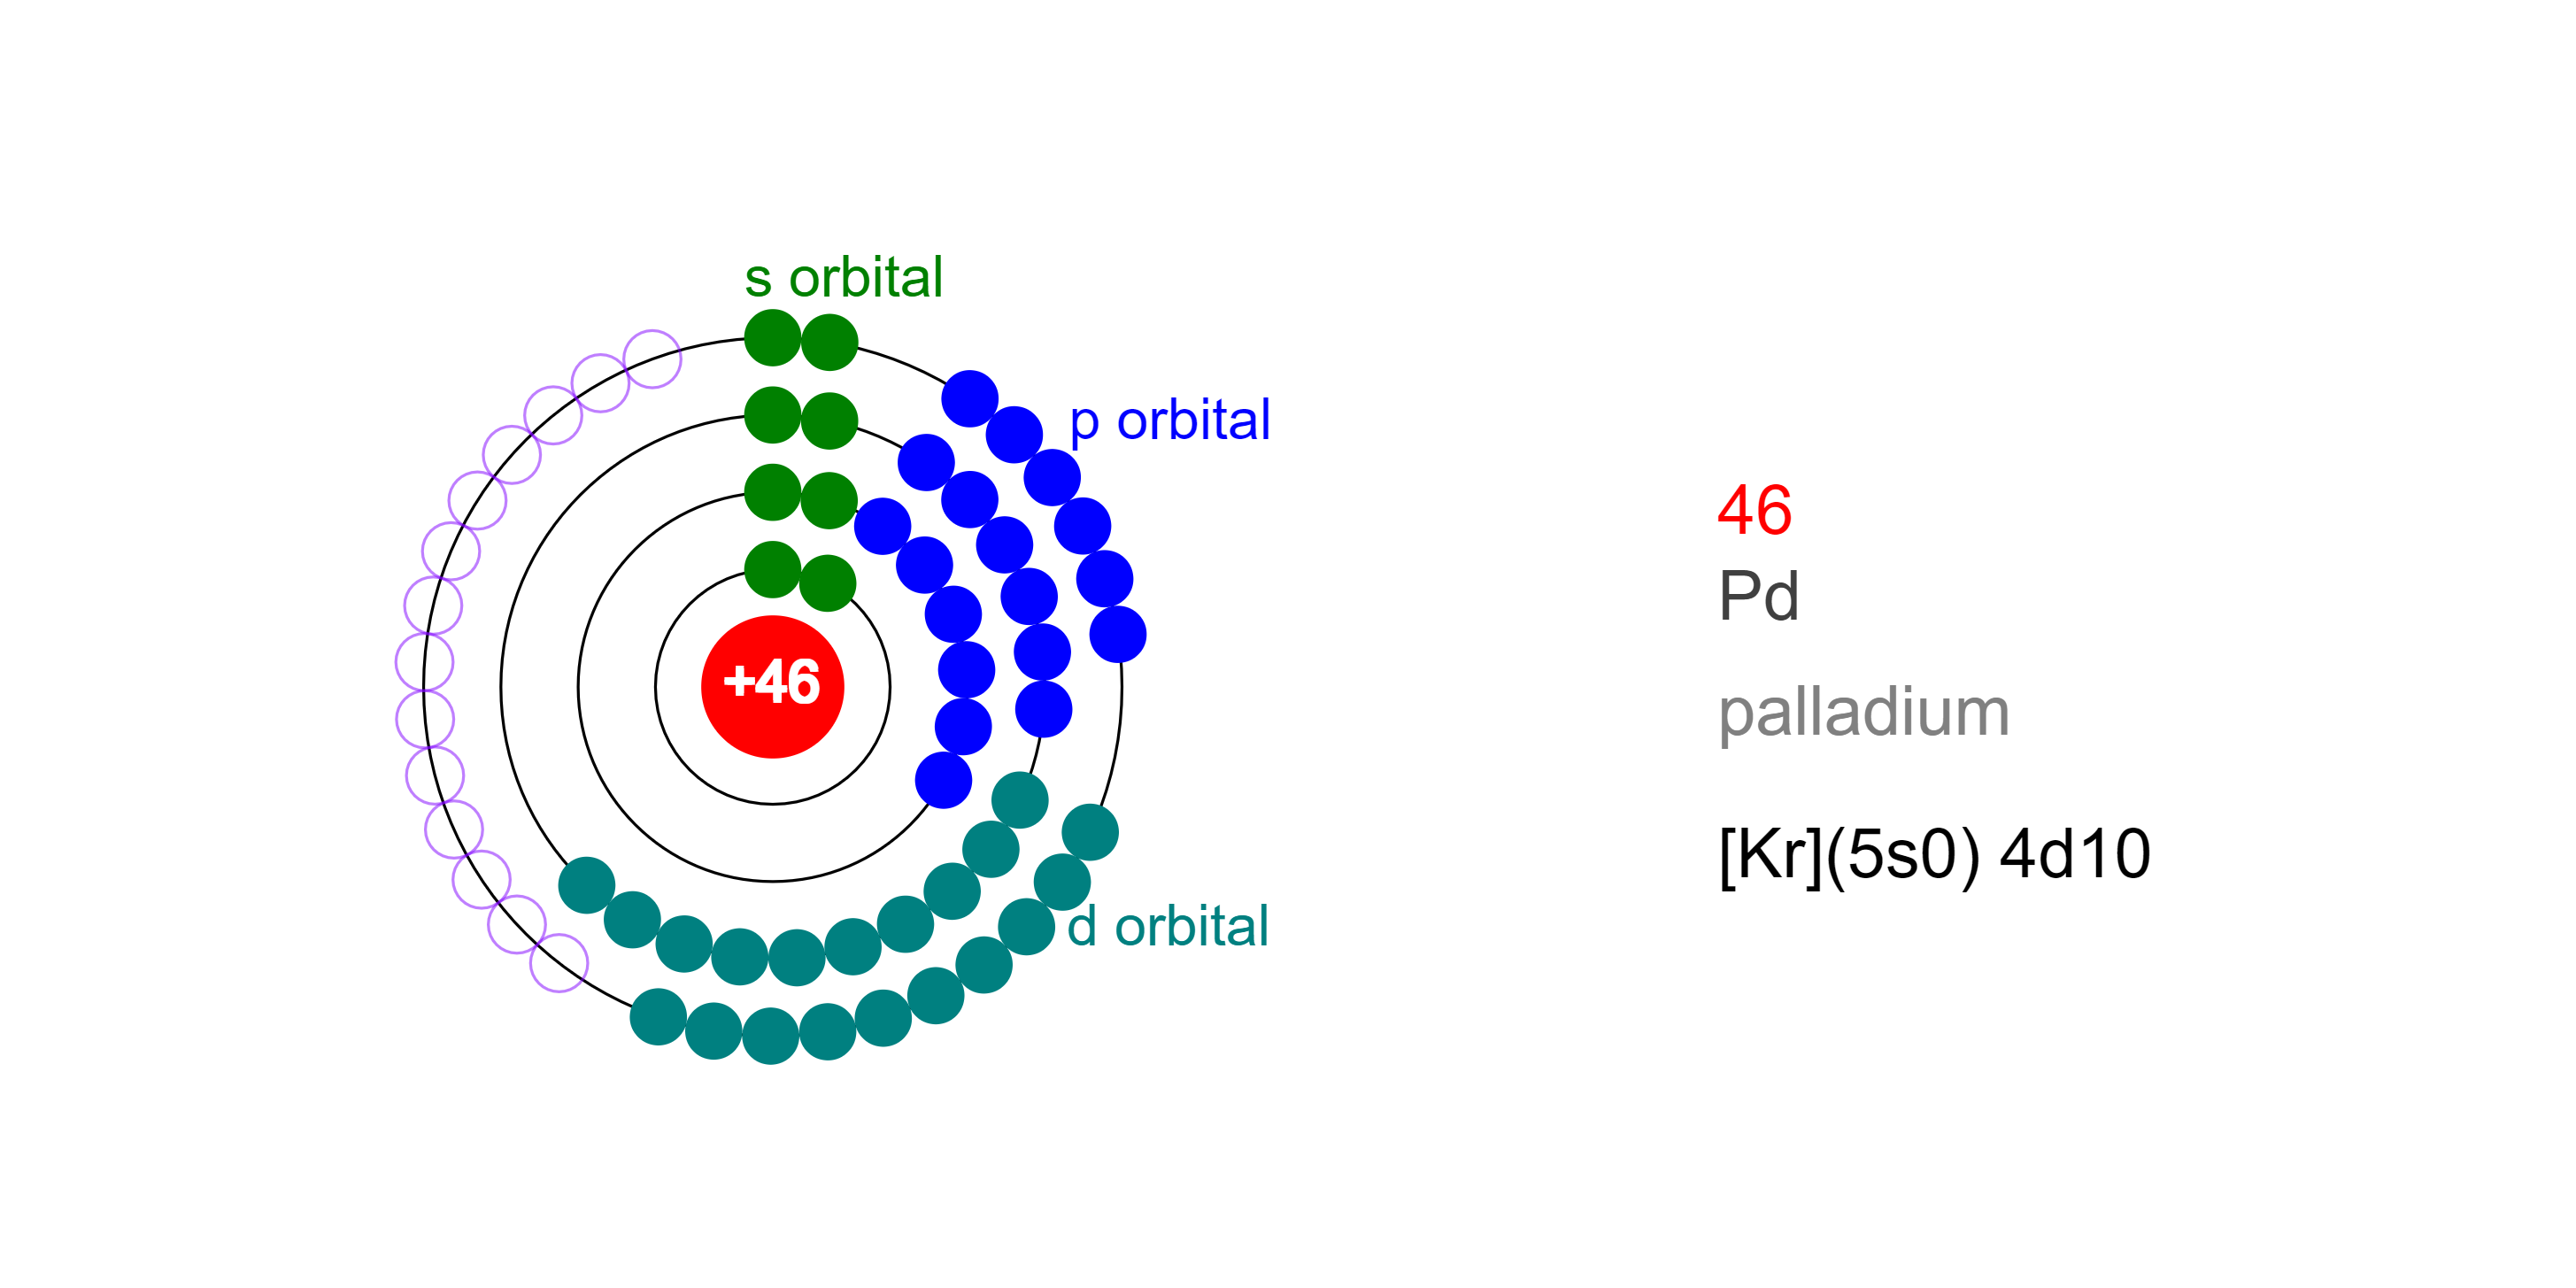 s orbital
p orbital
+46
d orbital
46
Pd
palladium
[Kr](5s0) 4d10